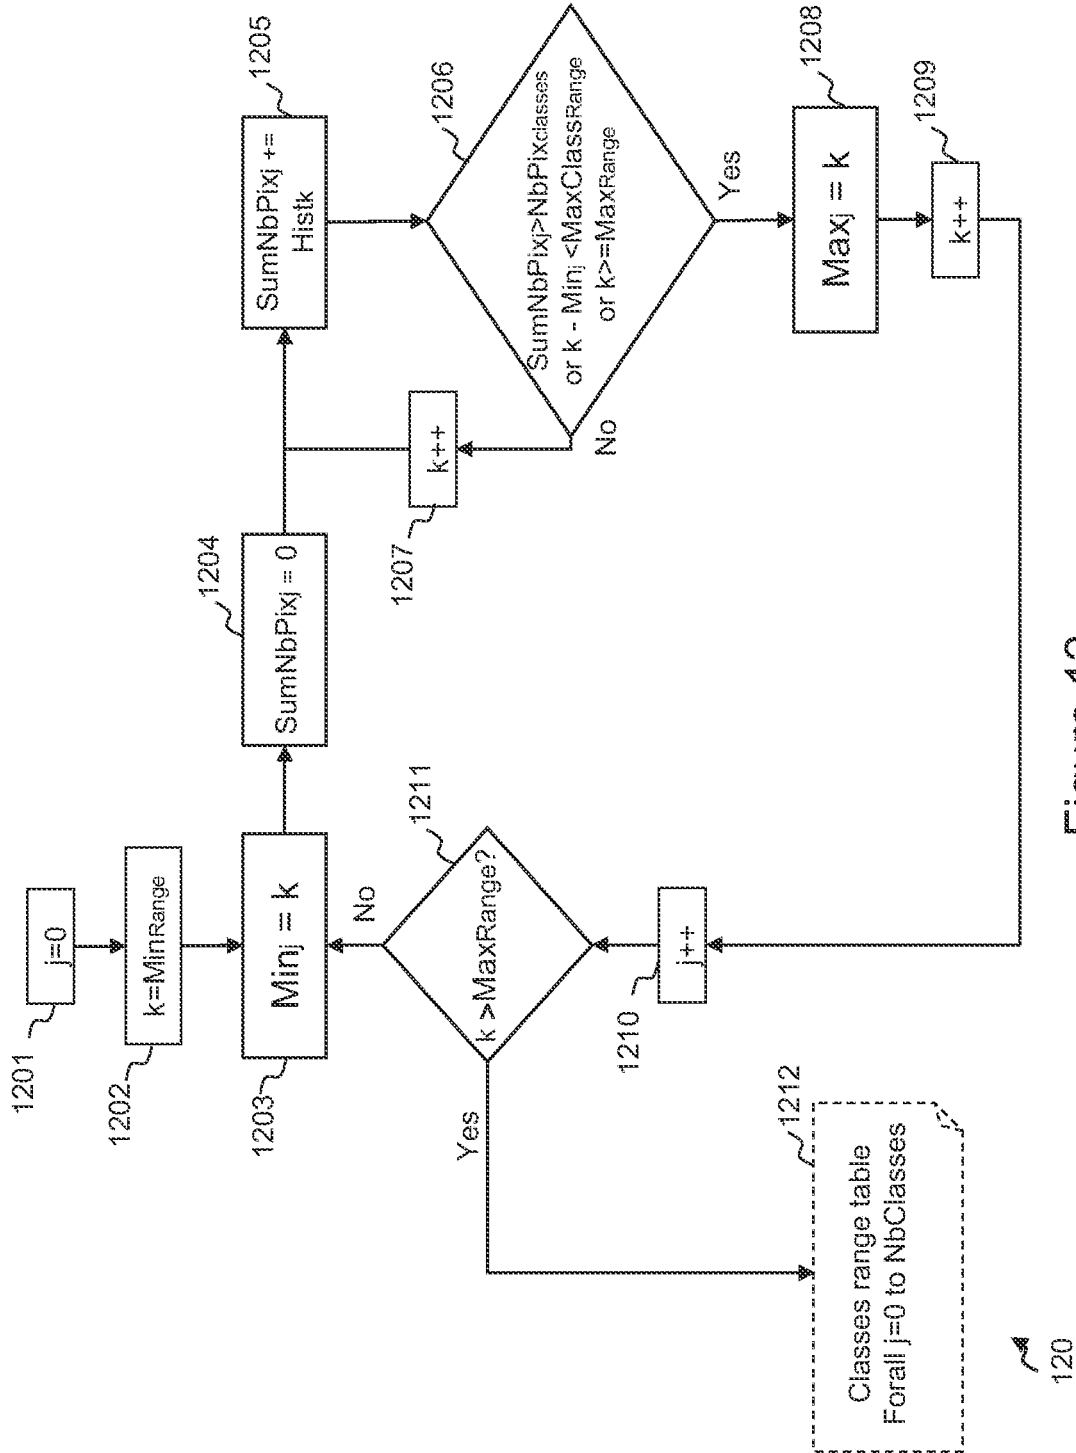 1201
j=0
1202
k=MinRange
1203
Minj = k
1204
SumNbPixj = 0
1205
SumNbPixj +=
Histk
1206
SumNbPixj>NbPixclasses
or k - Minj <MaxClassRange
or k>=MaxRange
No
1207
k++
Yes
1208
Maxj = k
1209
k++
1210
j++
1211
k >MaxRange?
No
Yes
1212
Classes range table
Forall j=0 to NbClasses
120